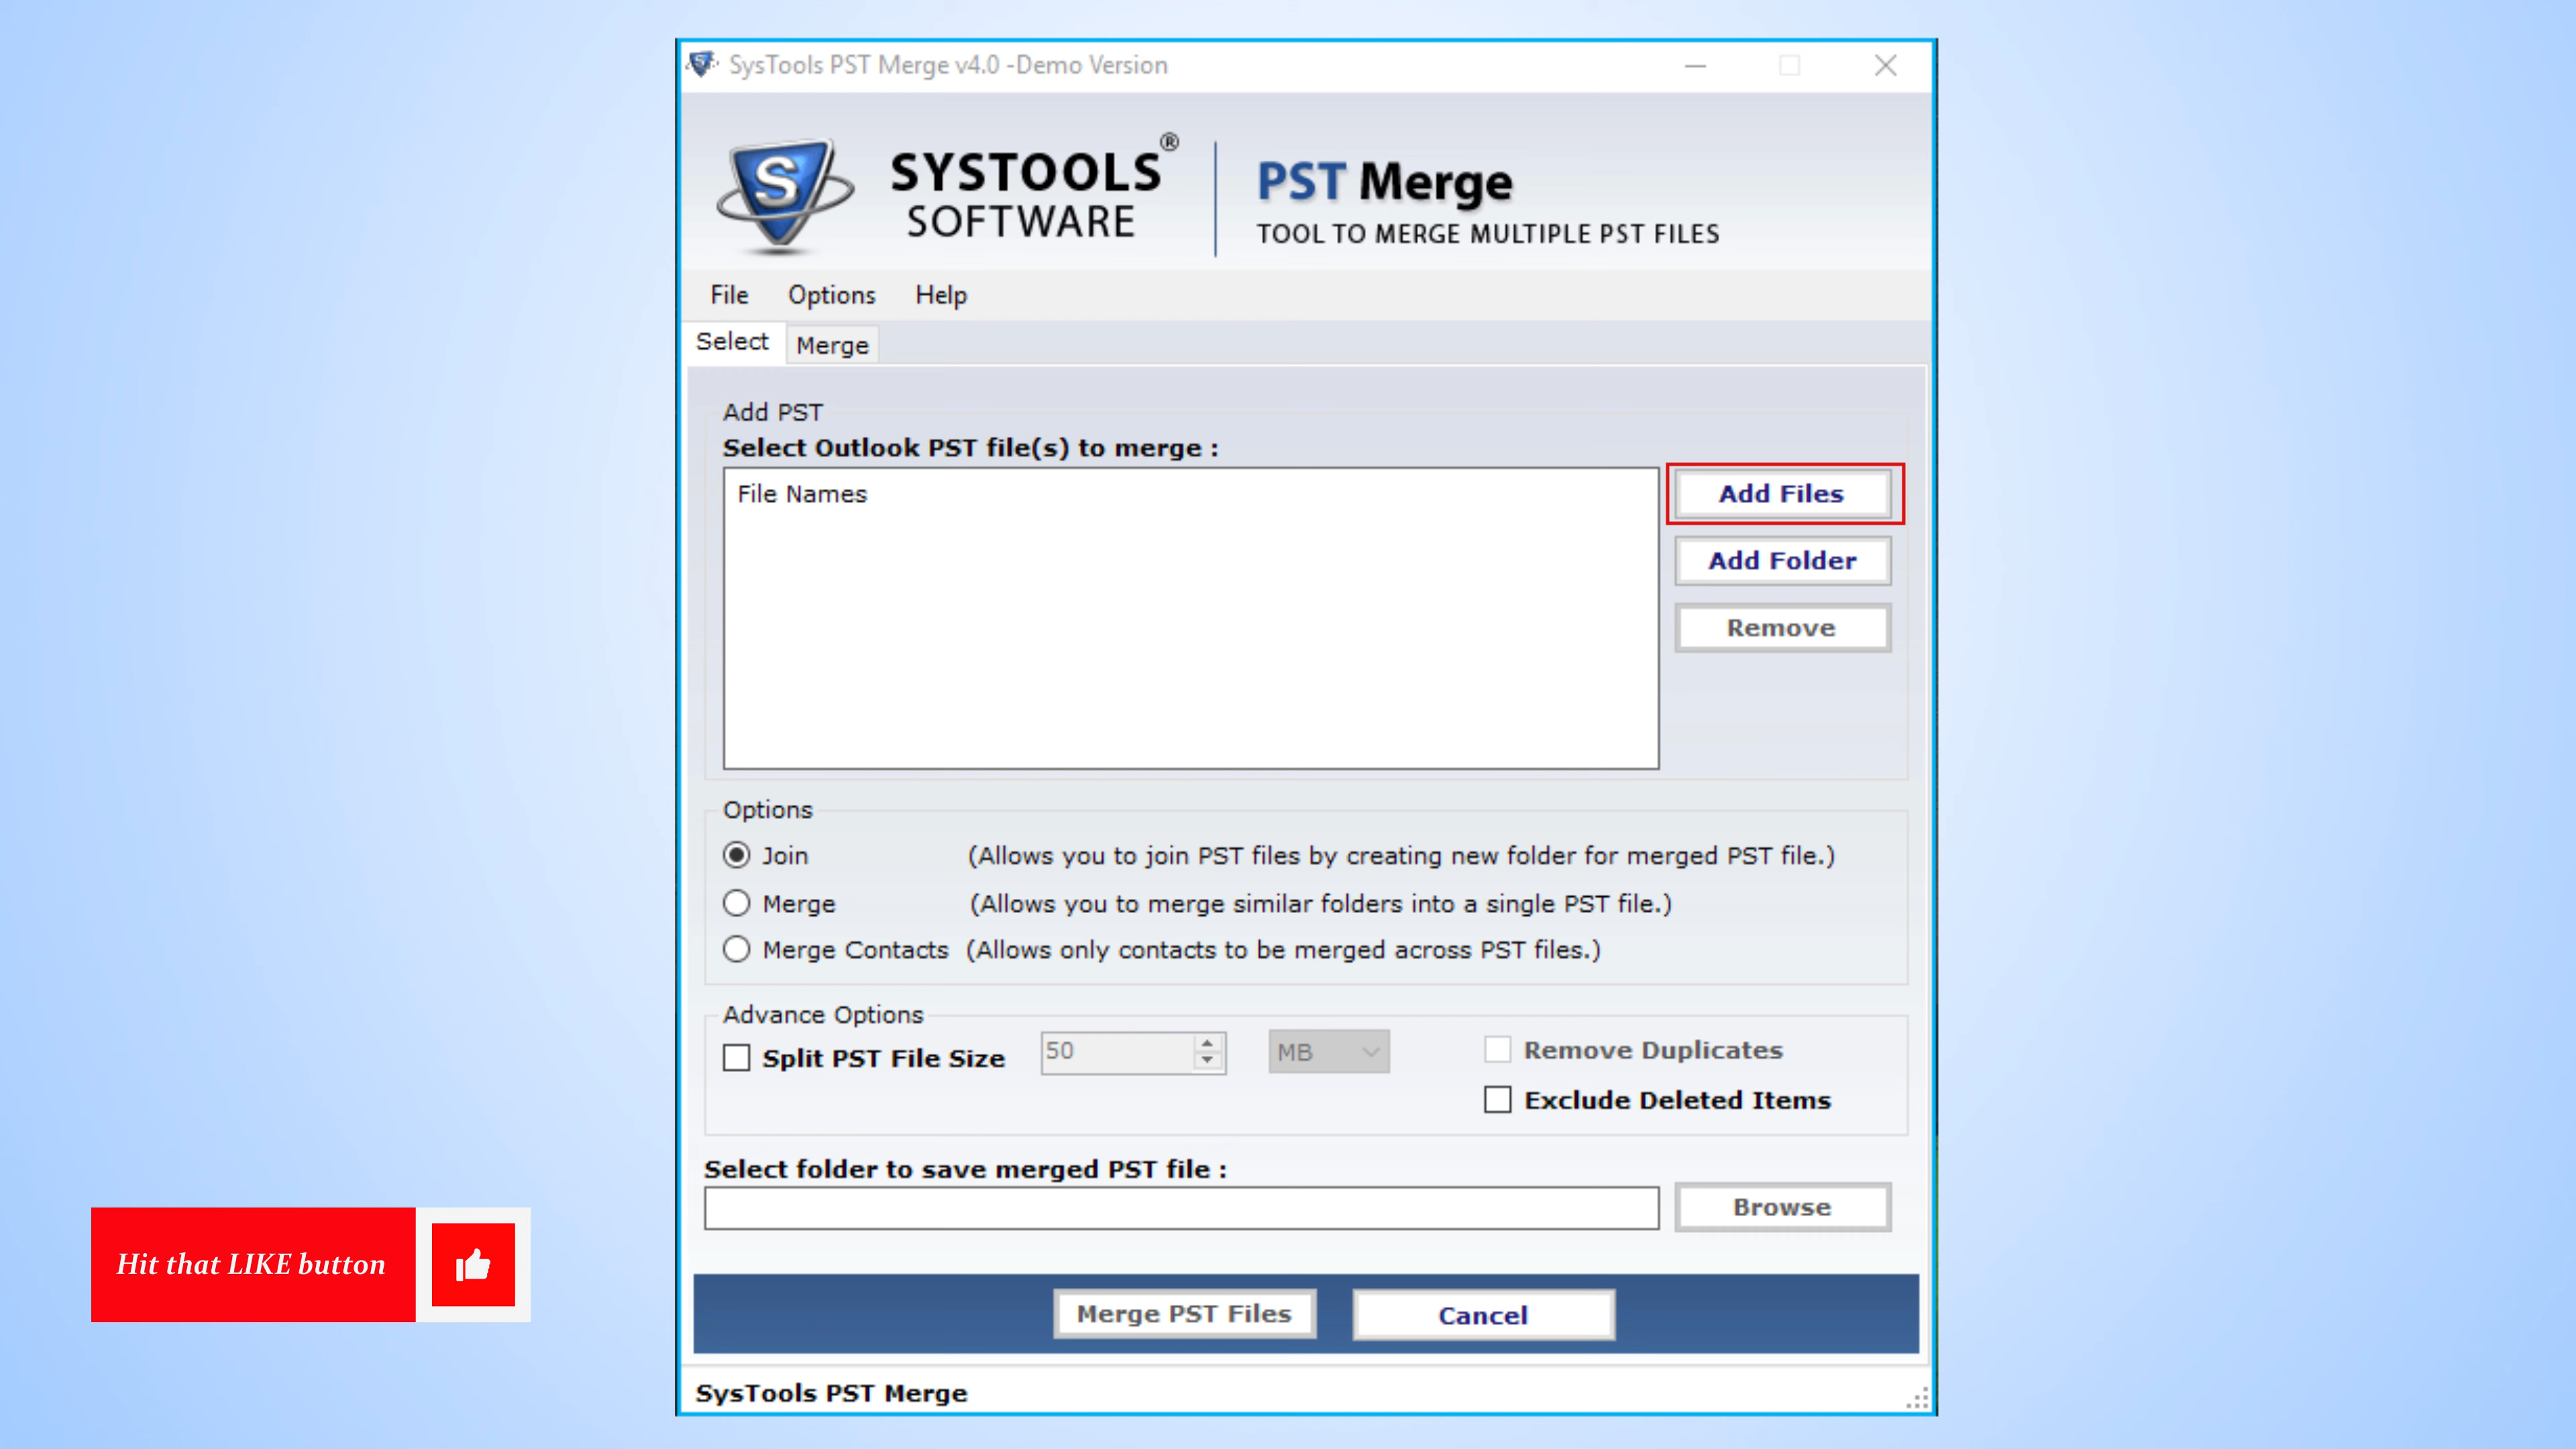 SysTools PST Merge v4.0 -Demo Version
S
SYSTOOLS®
SOFTWARE
PST Merge
TOOL TO MERGE MULTIPLE PST FILES
File Options Help
Select Merge
Add PST
Select Outlook PST file(s) to merge :
File Names
Add Files
Add Folder
Remove
Options
Join (Allows you to join PST files by creating new folder for merged PST file.)
Merge (Allows you to merge similar folders into a single PST file.)
Merge Contacts (Allows only contacts to be merged across PST files.)
Advance Options
Split PST File Size 50 MB Remove Duplicates
Exclude Deleted Items
Select folder to save merged PST file :
Browse
Hit that LIKE button
Merge PST Files Cancel
SysTools PST Merge